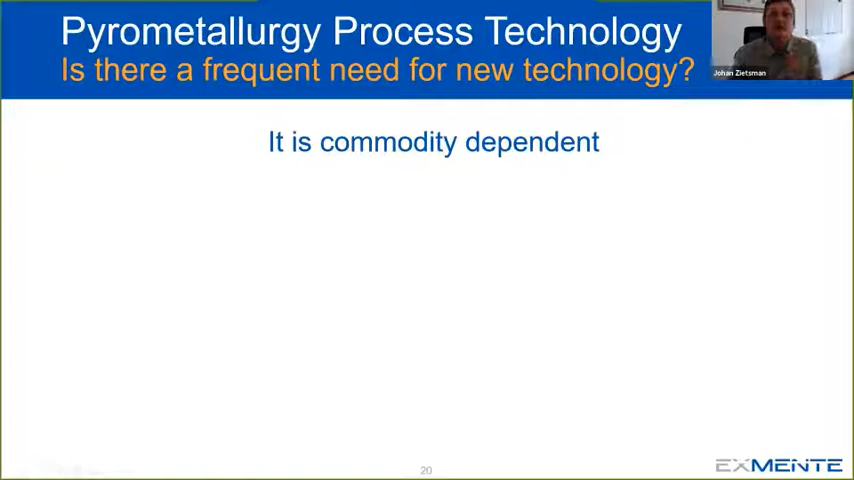 Pyrometallurgy Process Technology
Is there a frequent need for new technology?
Johan Zietsman
It is commodity dependent
20
EXMENTE